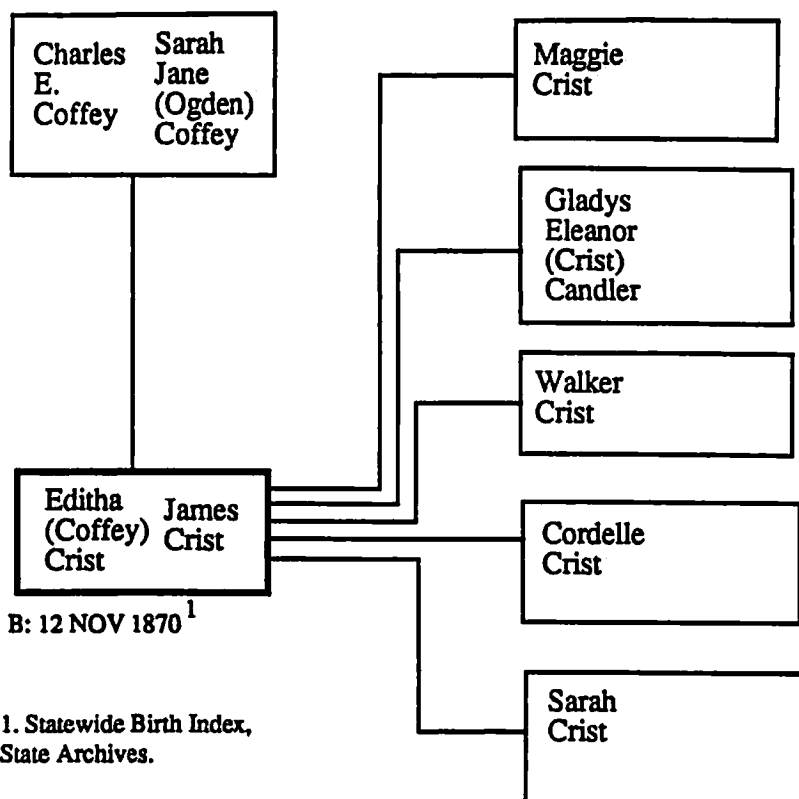 Charles
E.
Coffey
Sarah
Jane
(Ogden)
Coffey
Maggie
Crist
Gladys
Eleanor
(Crist)
Candler
Walker
Crist
Editha
(Coffey)
Crist
James
Crist
Cordelle
Crist
B: 12 NOV 1870 1
Sarah
Crist
1. Statewide Birth Index,
State Archives.